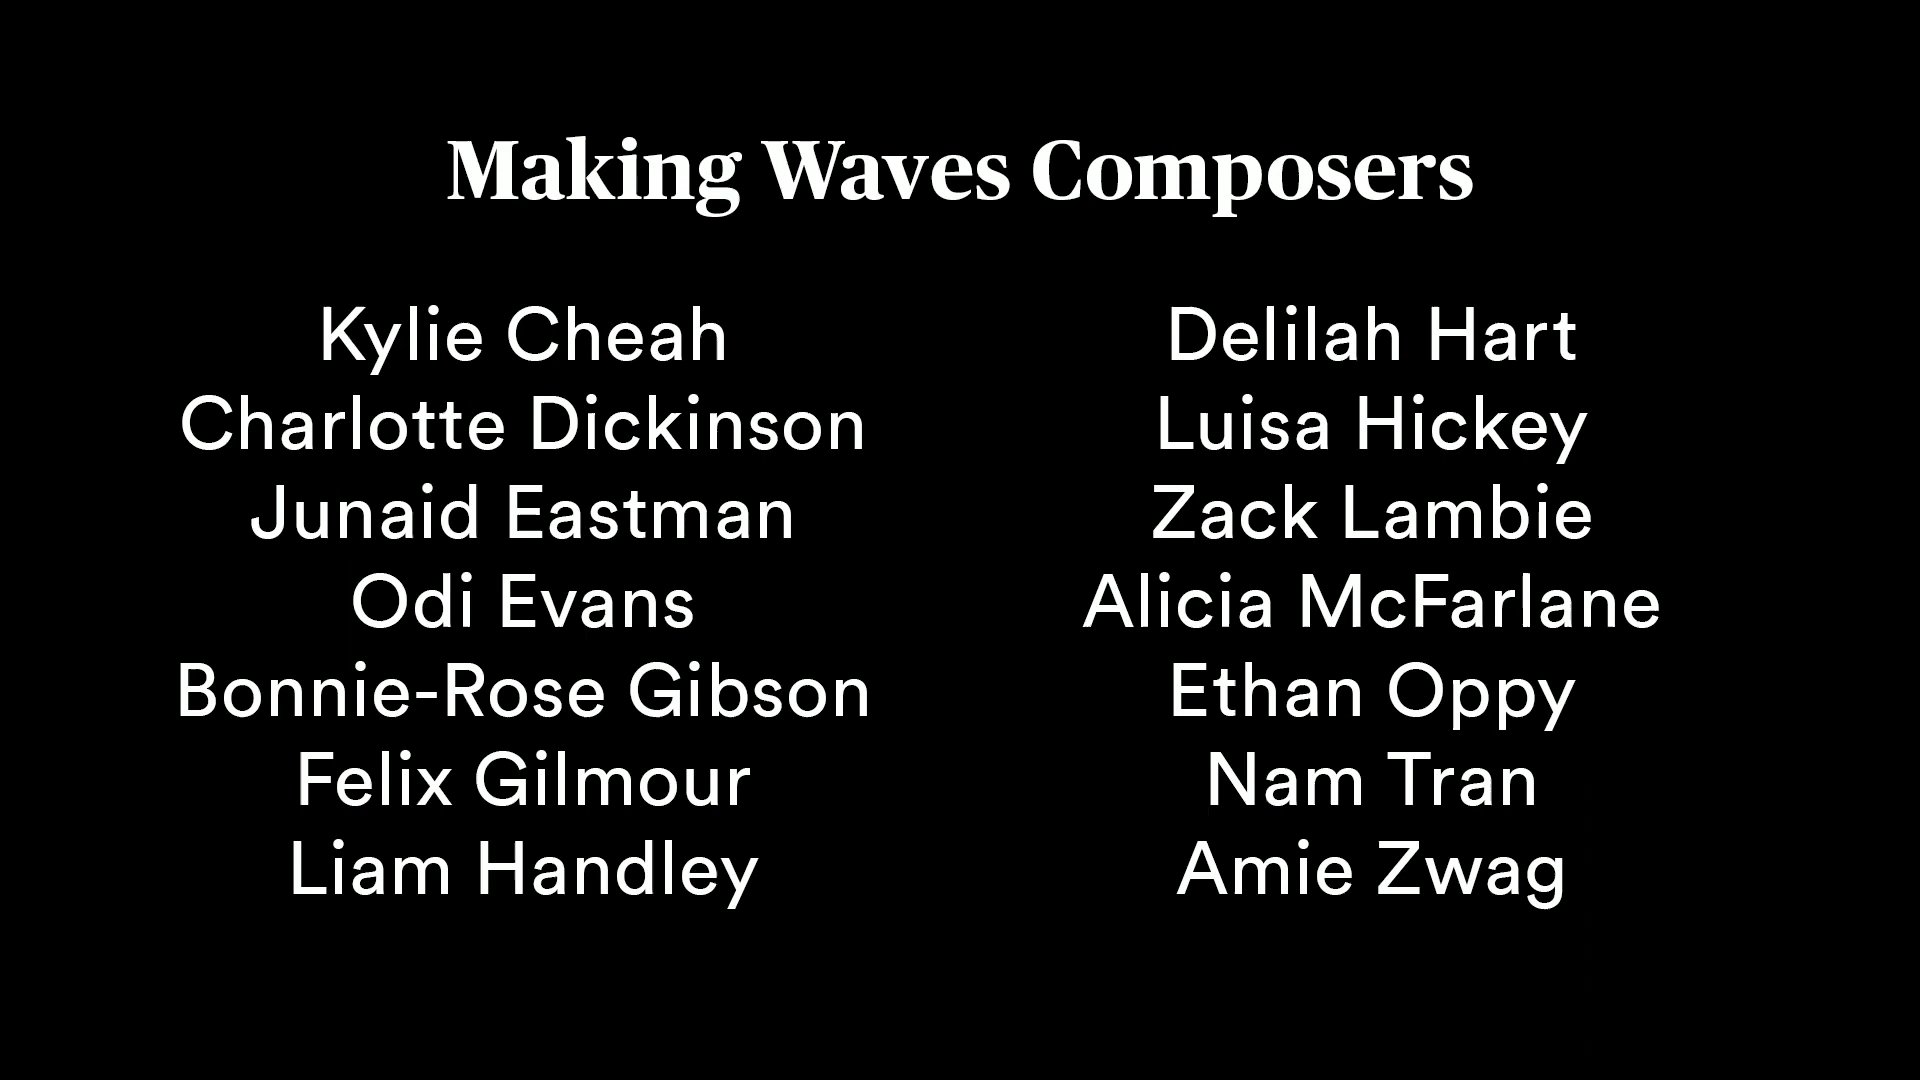 Making Waves Composers
Kylie Cheah
Charlotte Dickinson
Junaid Eastman
Odi Evans
Bonnie-Rose Gibson
Felix Gilmour
Liam Handley
Delilah Hart
Luisa Hickey
Zack Lambie
Alicia McFarlane
Ethan Oppy
Nam Tran
Amie Zwag